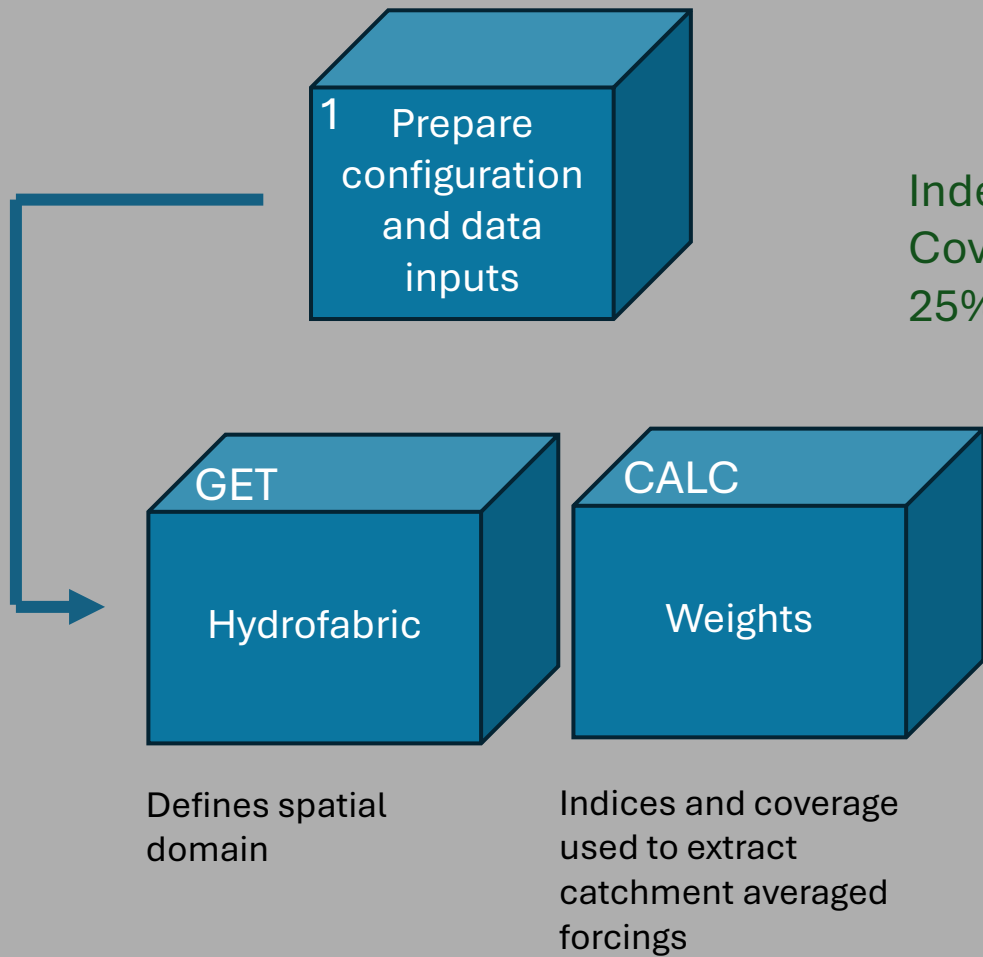 1 Prepare
configuration
and data
inputs
25%
GET
Hydrofabric
CALC
Weights
Defines spatial
domain
Indices and coverage
used to extract
catchment averaged
forcings